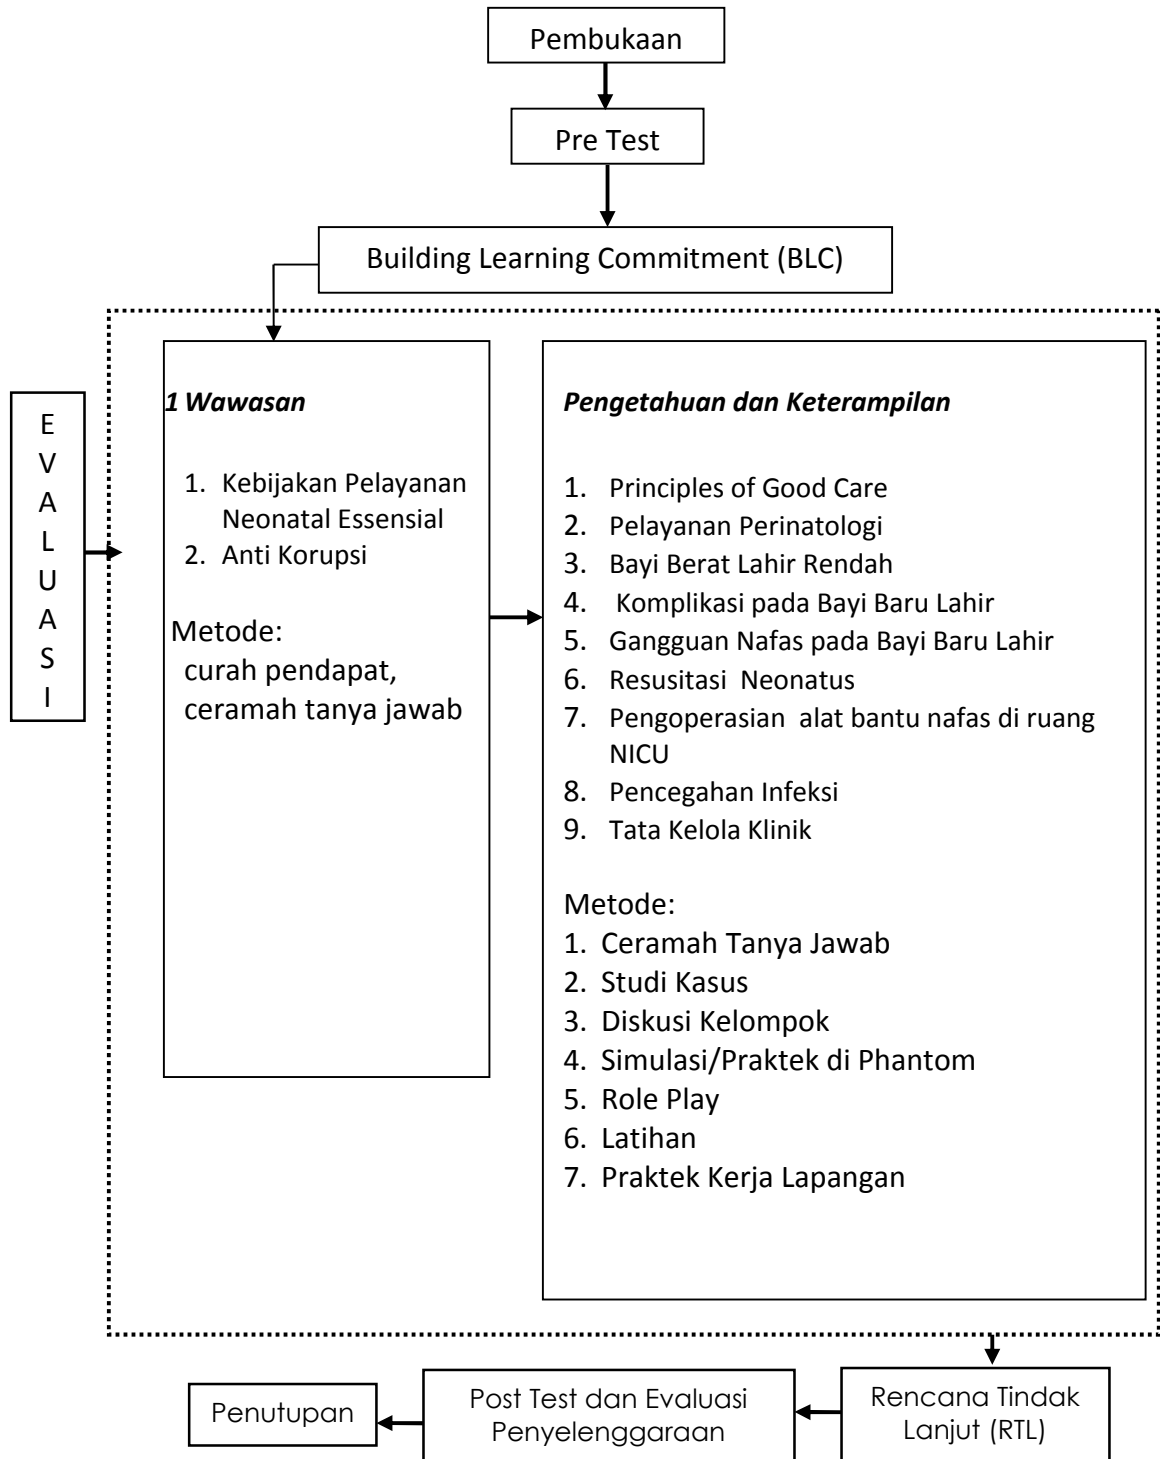 Pembukaan
Pre Test
Building Learning Commitment (BLC)
E
V
A
L
U
A
S
I
1 Wawasan
1. Kebijakan Pelayanan
Neonatal Essensial
2. Anti Korupsi
Metode:
curah pendapat,
ceramah tanya jawab
Pengetahuan dan Keterampilan
1. Principles of Good Care
2. Pelayanan Perinatologi
3. Bayi Berat Lahir Rendah
4. Komplikasi pada Bayi Baru Lahir
5. Gangguan Nafas pada Bayi Baru Lahir
6. Resusitasi Neonatus
7. Pengoperasian alat bantu nafas di ruang
NICU
8. Pencegahan Infeksi
9. Tata Kelola Klinik
Metode:
1. Ceramah Tanya Jawab
2. Studi Kasus
3. Diskusi Kelompok
4. Simulasi/Praktek di Phantom
5. Role Play
6. Latihan
7. Praktek Kerja Lapangan
Rencana Tindak
Lanjut (RTL)
Post Test dan Evaluasi
Penyelenggaraan
Penutupan